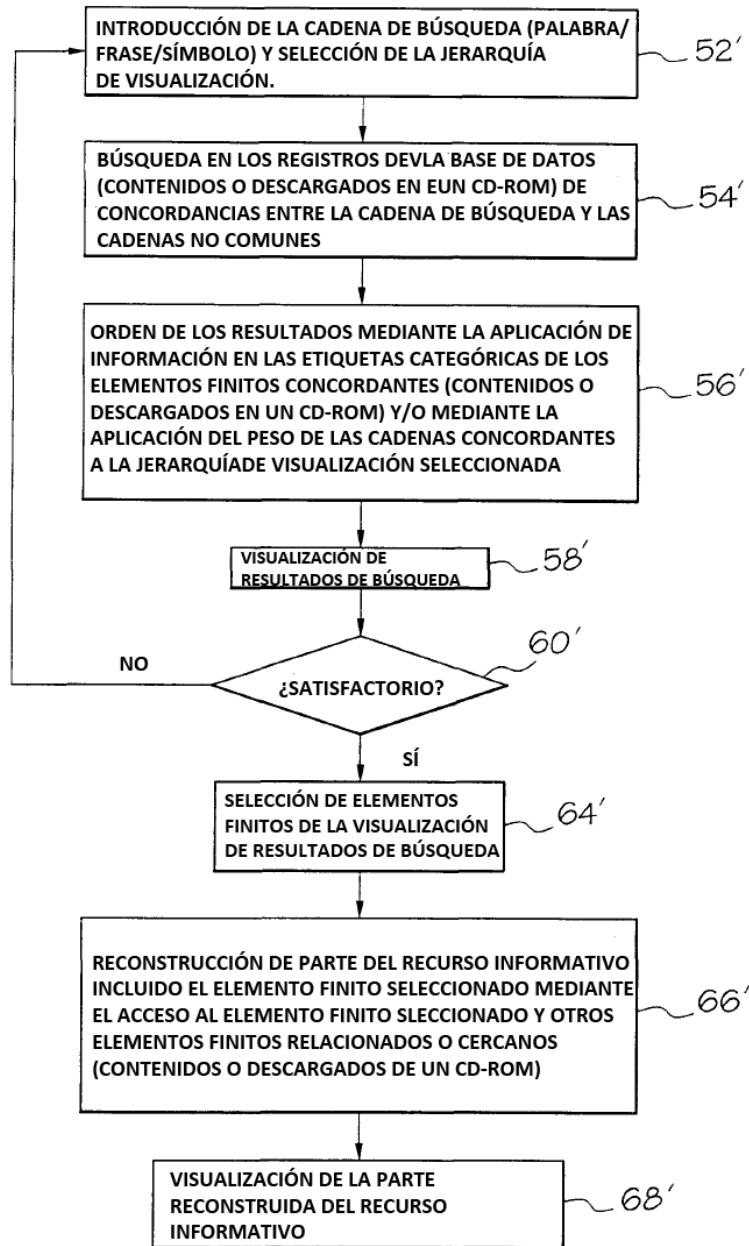 INTRODUCCIÓN DE LA CADENA DE BÚSQUEDA (PALABRA/
FRASE/SÍMBOLO) Y SELECCIÓN DE LA JERARQUÍA
DE VISUALIZACIÓN.
52'
BÚSQUEDA EN LOS REGISTROS DEVLA BASE DE DATOS
(CONTENIDOS O DESCARGADOS EN EUN CD-ROM) DE
CONCORDANCIAS ENTRE LA CADENA DE BÚSQUEDA Y LAS
CADENAS NO COMUNES
54'
ORDEN DE LOS RESULTADOS MEDIANTE LA APLICACIÓN DE
INFORMACIÓN EN LAS ETIQUETAS CATEGÓRICAS DE LOS
ELEMENTOS FINITOS CONCORDANTES (CONTENIDOS O
DESCARGADOS EN UN CD-ROM) Y/O MEDIANTE LA
APLICACIÓN DEL PESO DE LAS CADENAS CONCORDANTES
A LA JERARQUÍADE VISUALIZACIÓN SELECCIONADA
56'
VISUALIZACIÓN DE
RESULTADOS DE BÚSQUEDA
58'
60'
NO
¿SATISFACTORIO?
SÍ
SELECCIÓN DE ELEMENTOS
FINITOS DE LA VISUALIZACIÓN
DE RESULTADOS DE BÚSQUEDA
64'
RECONSTRUCCIÓN DE PARTE DEL RECURSO INFORMATIVO
INCLUIDO EL ELEMENTO FINITO SELECCIONADO MEDIANTE
EL ACCESO AL ELEMENTO FINITO SLECCIONADO Y OTROS
ELEMENTOS FINITOS RELACIONADOS O CERCANOS
(CONTENIDOS O DESCARGADOS DE UN CD-ROM)
66'
VISUALIZACIÓN DE LA PARTE
RECONSTRUIDA DEL RECURSO
INFORMATIVO
68'